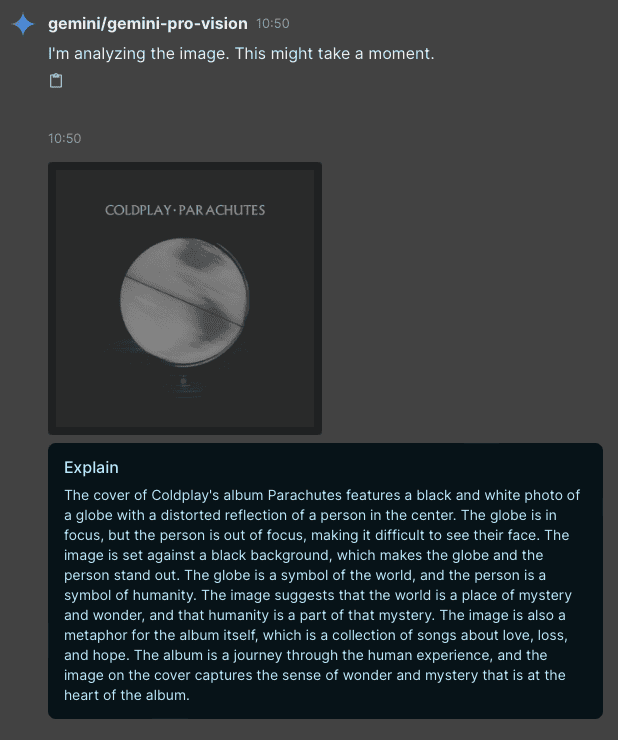 gemini/gemini-pro-vision 10:50
I'm analyzing the image. This might take a moment.
10:50
COLDPLAY·PARACHUTES
Explain
The cover of Coldplay's album Parachutes features a black and white photo of
a globe with a distorted reflection of a person in the center. The globe is in
focus, but the person is out of focus, making it difficult to see their face. The
image is set against a black background, which makes the globe and the
person stand out. The globe is a symbol of the world, and the person is a
symbol of humanity. The image suggests that the world is a place of mystery
and wonder, and that humanity is a part of that mystery. The image is also a
metaphor for the album itself, which is a collection of songs about love, loss,
and hope. The album is a journey through the human experience, and the
image on the cover captures the sense of wonder and mystery that is at the
heart of the album.